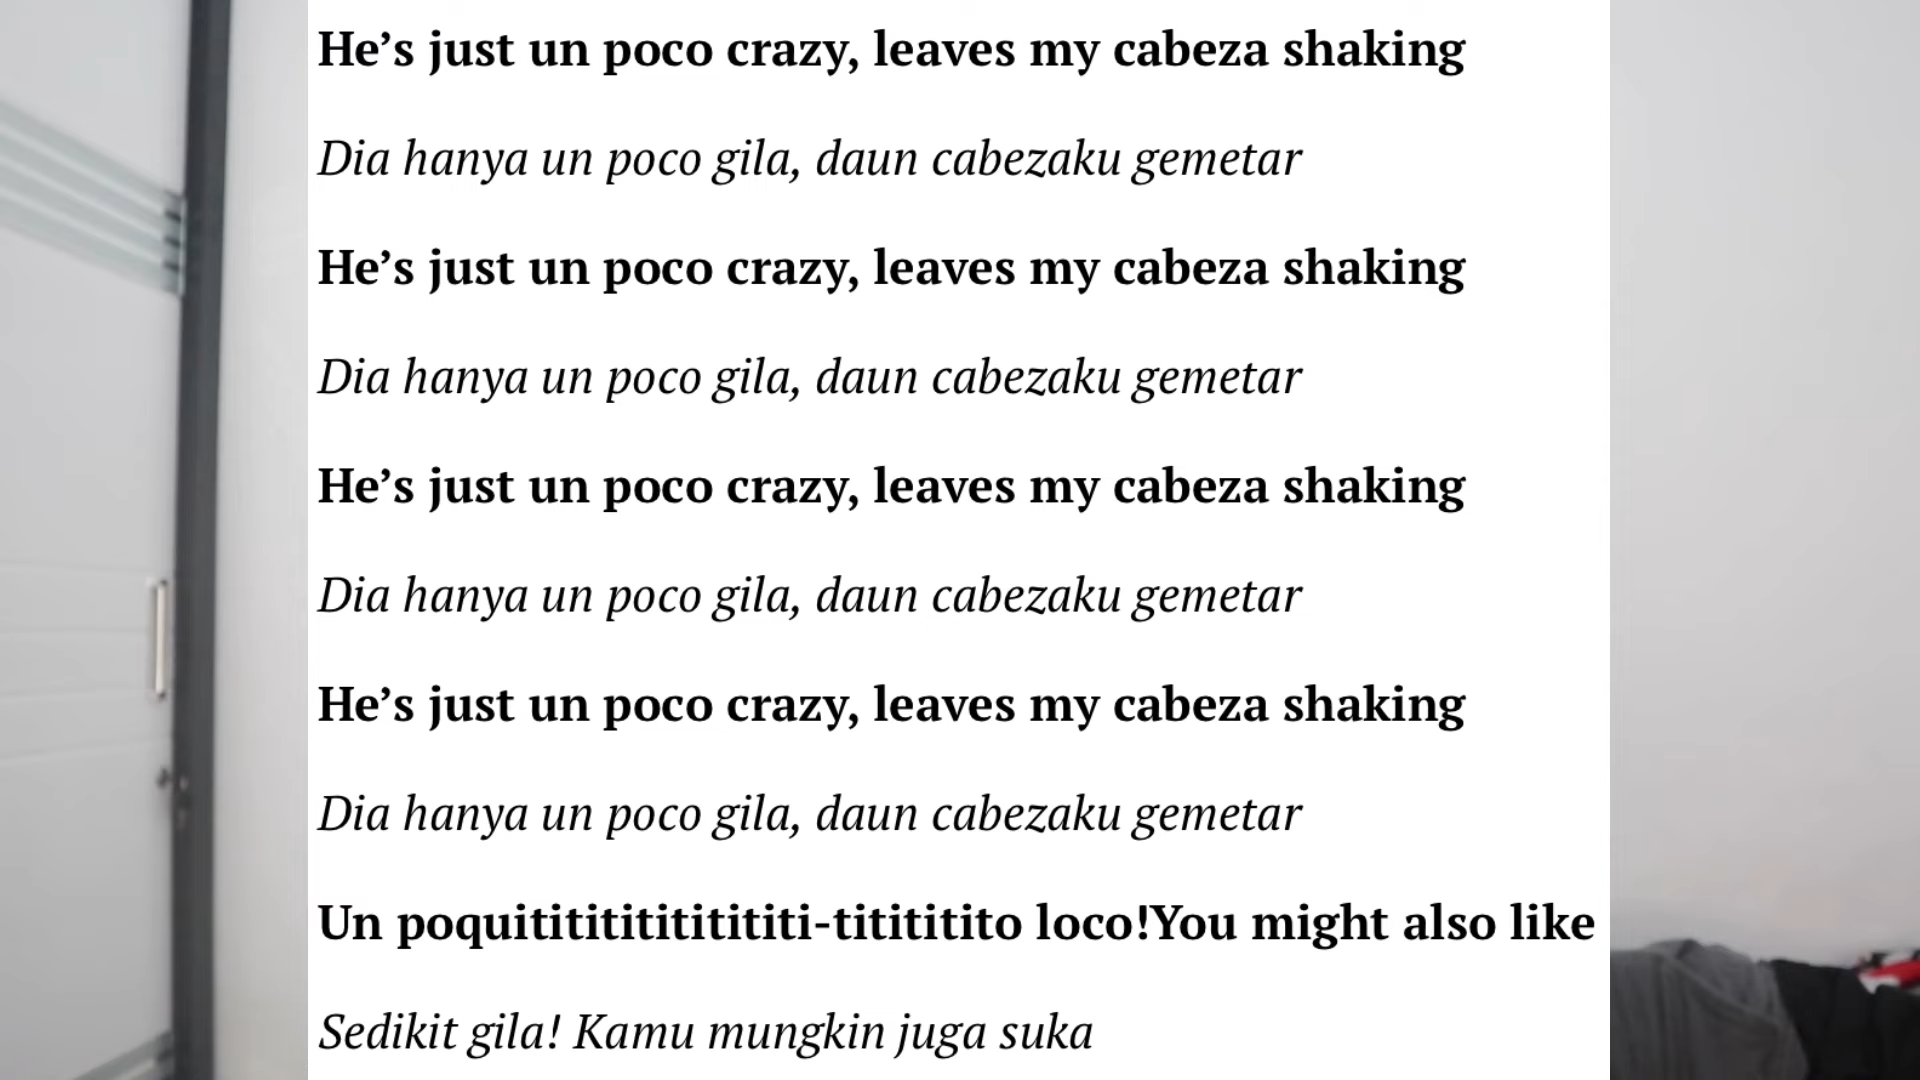 He’s just un poco crazy, leaves my cabeza shaking
Dia hanya un poco gila, daun cabezaku gemetar
He’s just un poco crazy, leaves my cabeza shaking
Dia hanya un poco gila, daun cabezaku gemetar
He’s just un poco crazy, leaves my cabeza shaking
Dia hanya un poco gila, daun cabezaku gemetar
He’s just un poco crazy, leaves my cabeza shaking
Dia hanya un poco gila, daun cabezaku gemetar
Un poquititititititititi-titititito loco!You might also like
Sedikit gila! Kamu mungkin juga suka